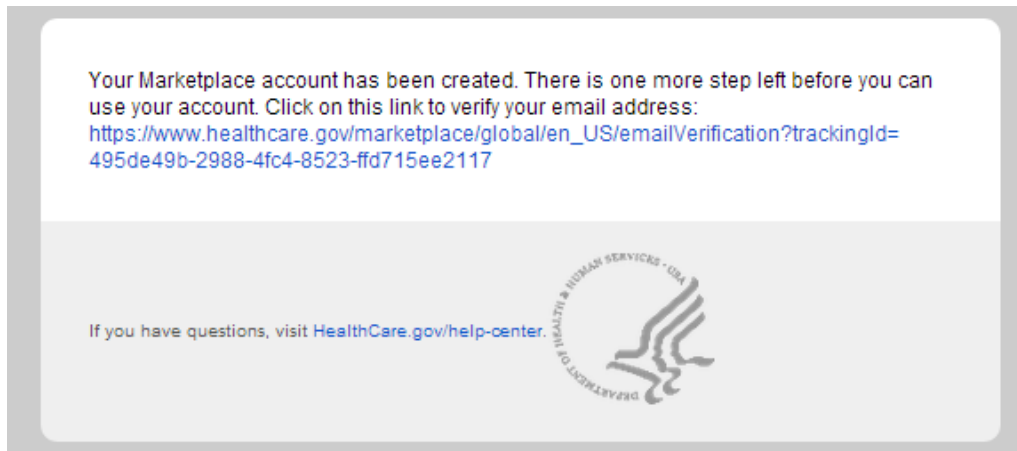 Your Marketplace account has been created. There is one more step left before you can
use your account. Click on this link to verify your email address:
https://www.healthcare.gov/marketplace/global/en_US/emailVerification?trackingId=
495de49b-2988-4fc4-8523-ffd715ee2117
If you have questions, visit HealthCare.gov/help-center.
DEPARTMENT OF HEALTH & HUMAN SERVICES · USA